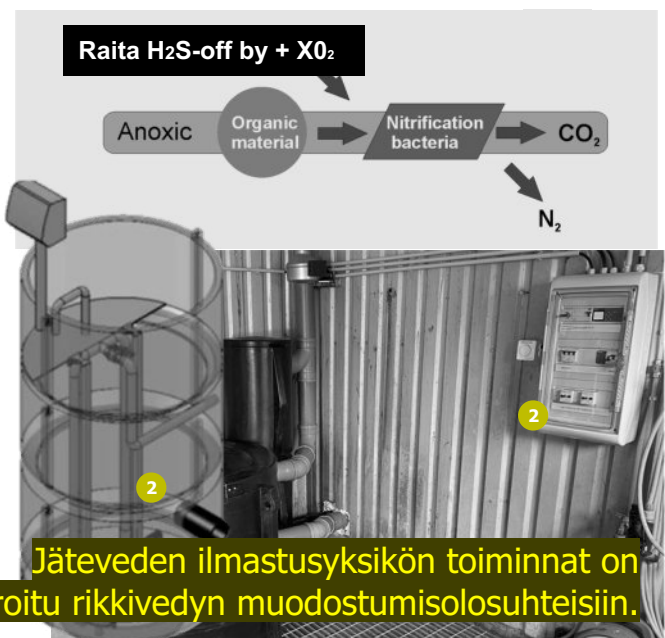 Raita H2S-off by + X0₂
Anoxic
Organic
material
Nitrification
bacteria
CO₂
N₂
2
2
Jäteveden ilmastusyksikön toiminnat on
rikkivedyn muodostumisolosuhteisiin.